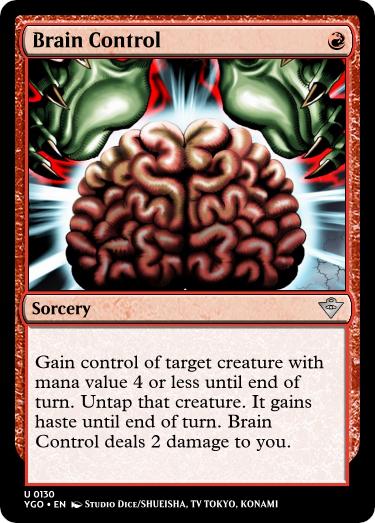 Brain Control
Sorcery
Gain control of target creature with
mana value 4 or less until end of
turn. Untap that creature. It gains
haste until end of turn. Brain
Control deals 2 damage to you.
U 0130
YGO • EN Studio Dice/SHUEISHA, TV TOKYO, KONAMI